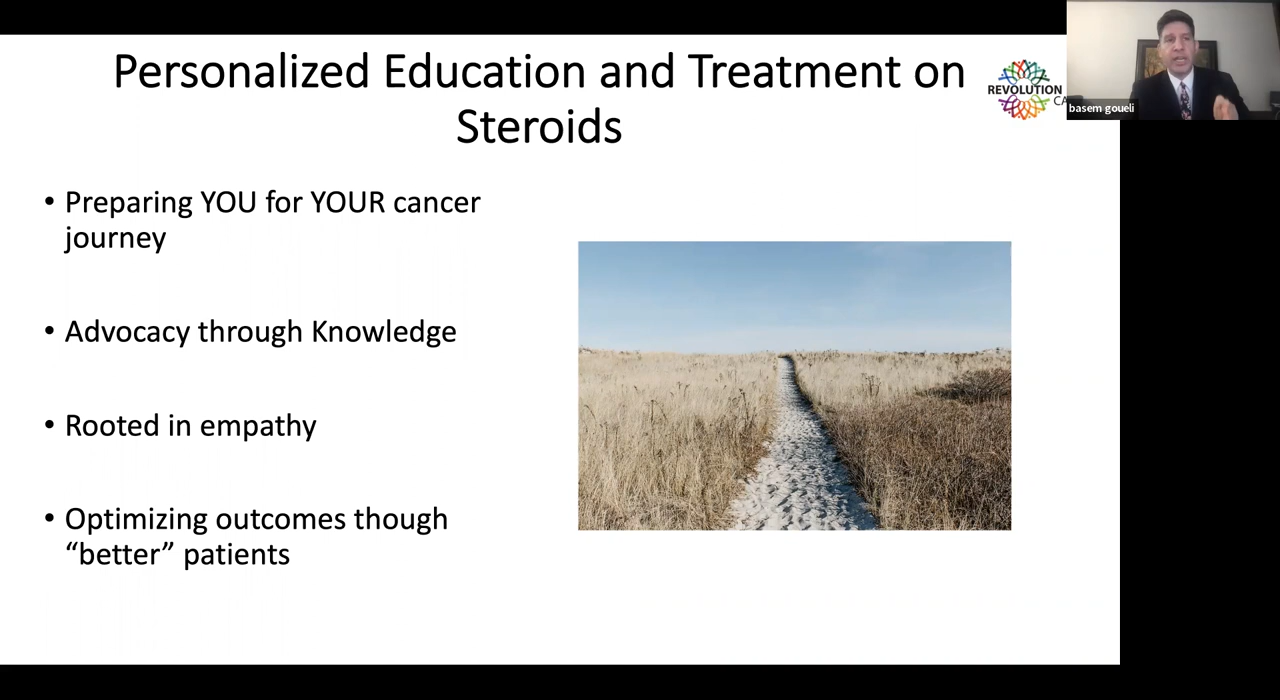 Personalized Education and Treatment on
Steroids
REVOLUTION
CA
basem goueli
• Preparing YOU for YOUR cancer
journey
• Advocacy through Knowledge
• Rooted in empathy
• Optimizing outcomes though
“better” patients